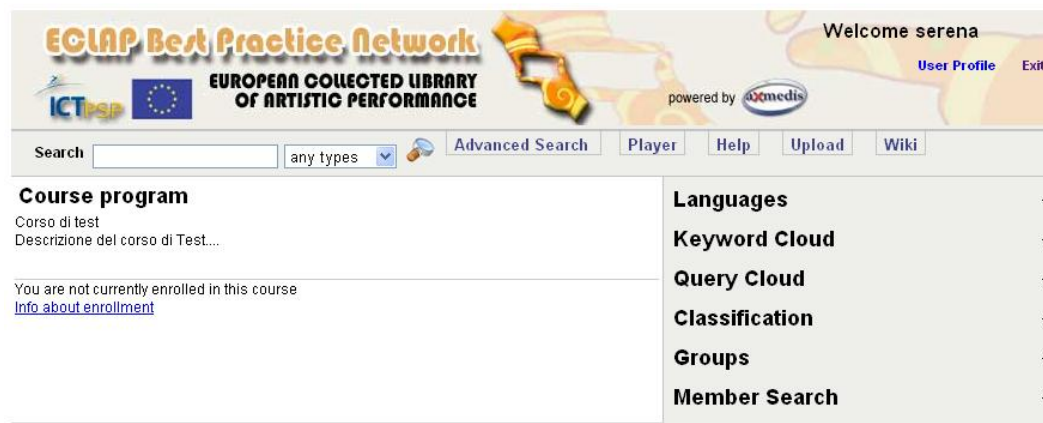 ECLAP Best Practice Network
Welcome serena
User Profile Exit
EUROPEAN COLLECTED LIBRARY
OF ARTISTIC PERFORMANCE
ICTPSP
powered by axmedis
Search any types Advanced Search Player Help Upload Wiki
Course program
Corso di test
Descrizione del corso di Test....
You are not currently enrolled in this course
Info about enrollment
Languages
Keyword Cloud
Query Cloud
Classification
Groups
Member Search